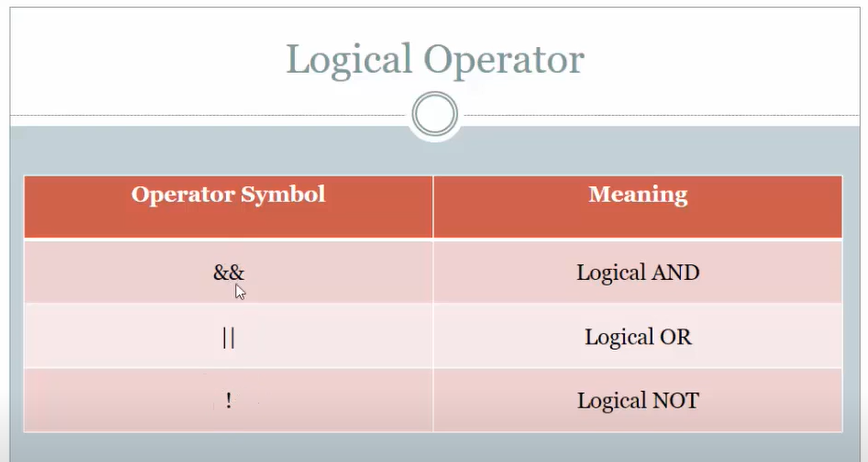 Logical Operator
Operator Symbol Meaning
&& Logical AND
|| Logical OR
! Logical NOT